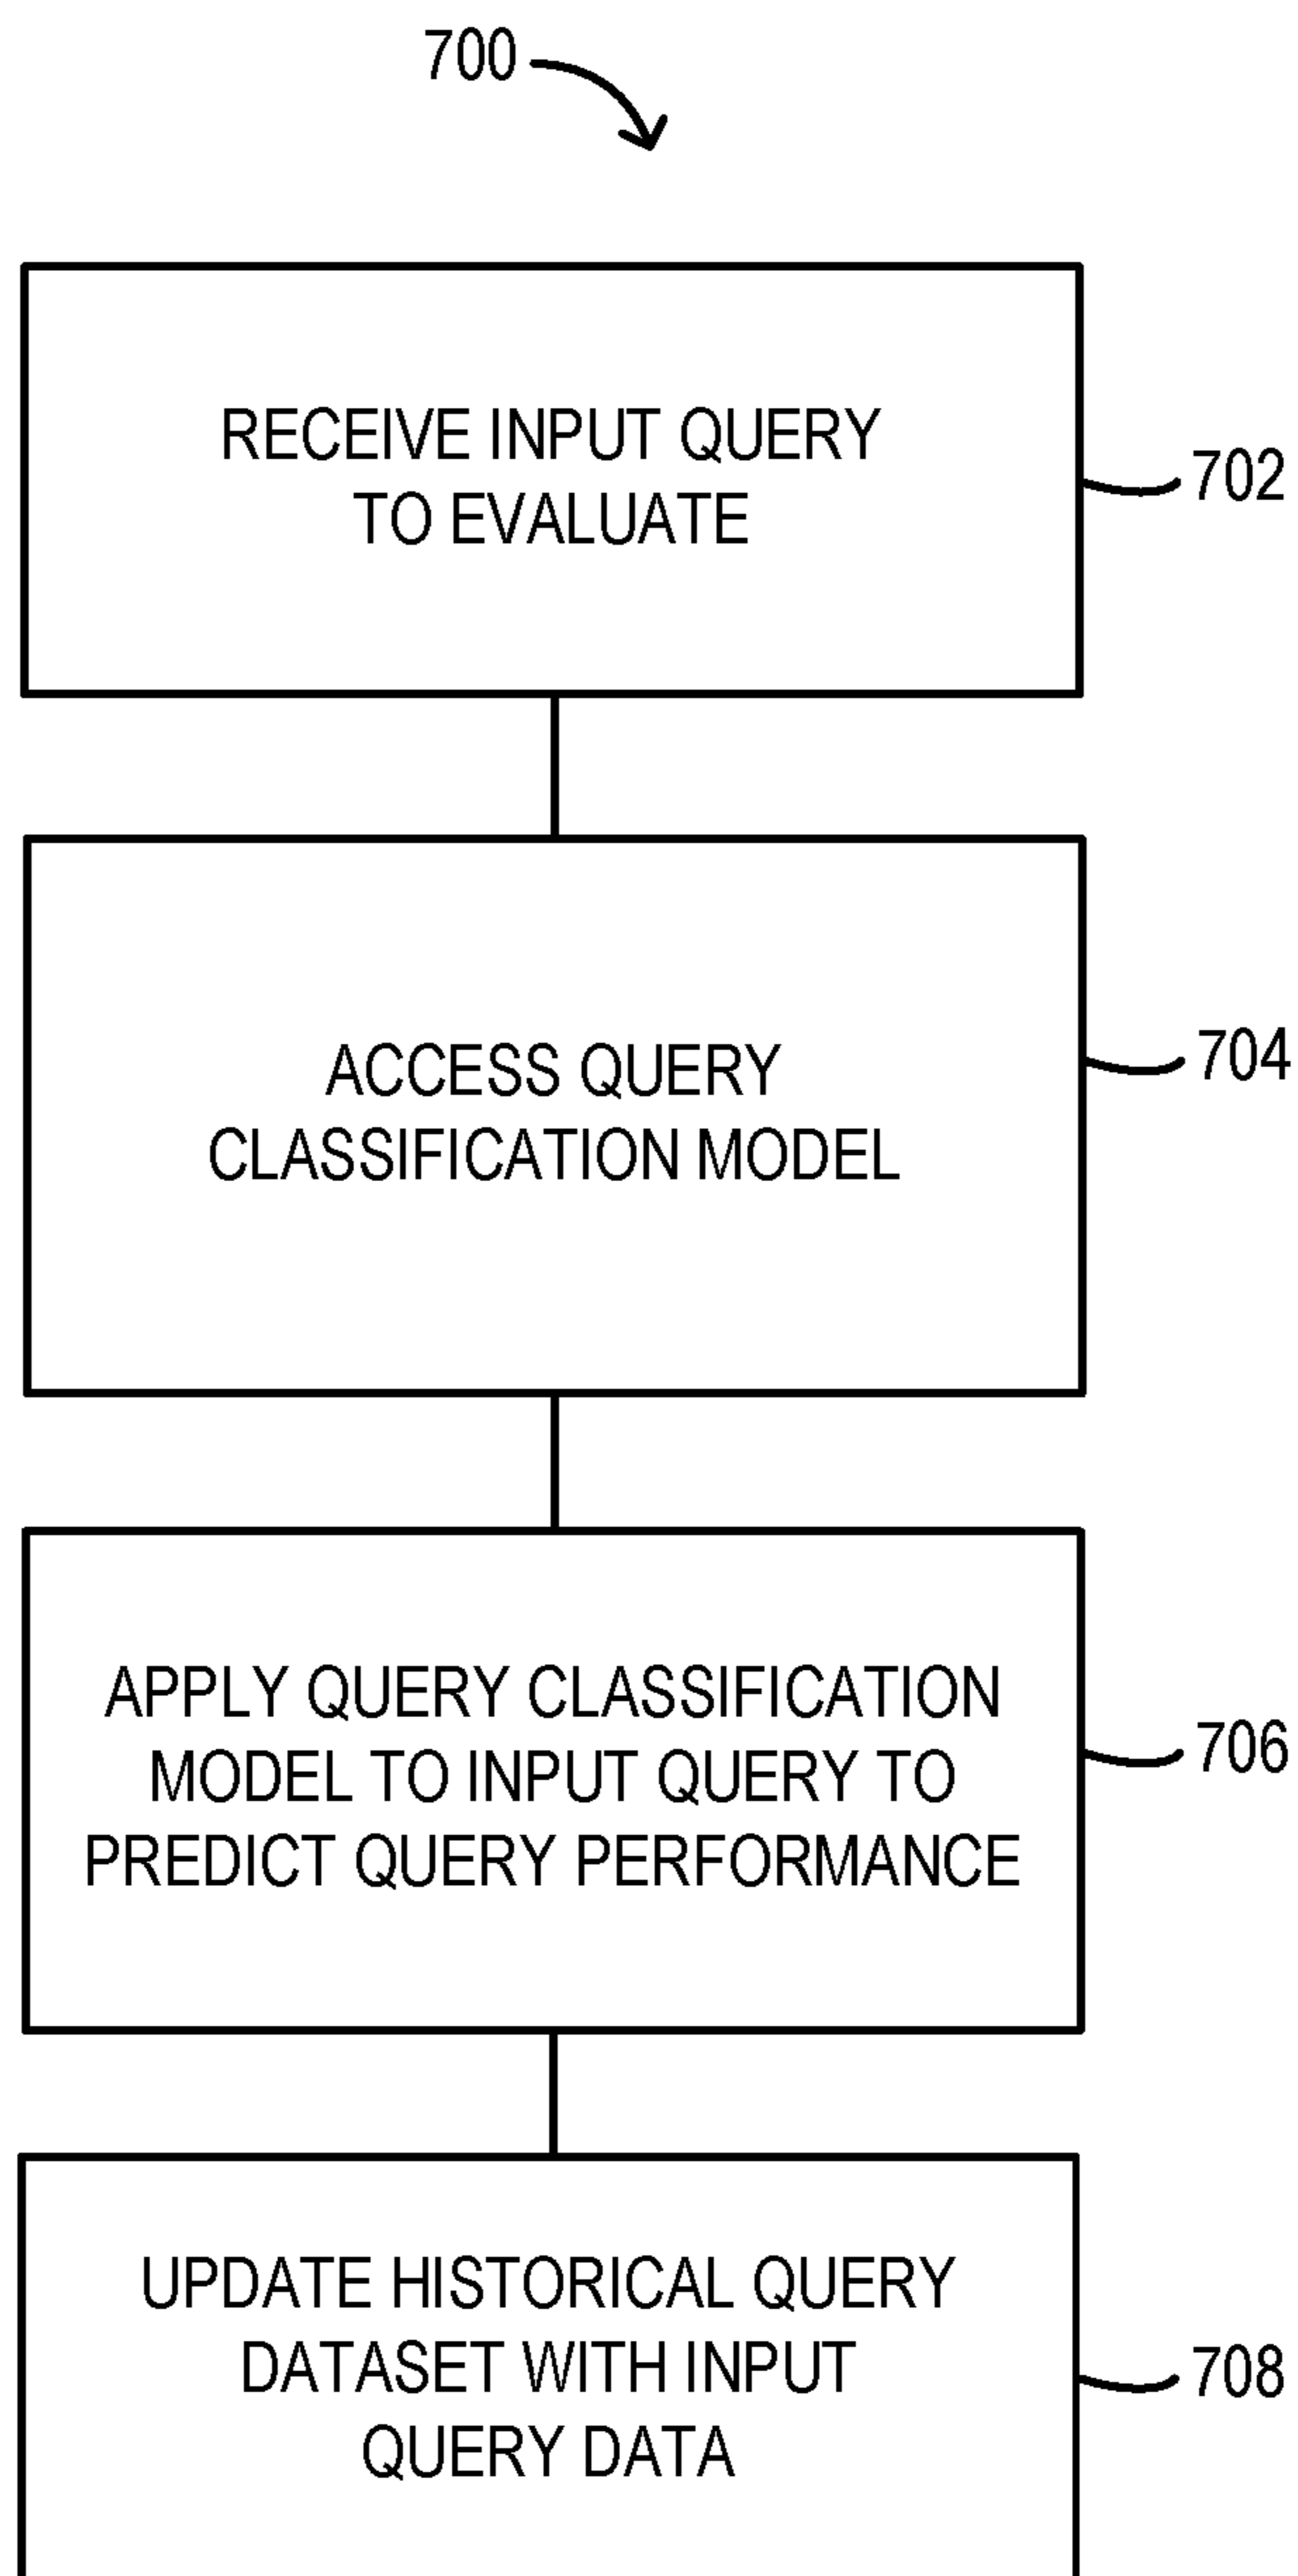 700
RECEIVE INPUT QUERY
TO EVALUATE
702
ACCESS QUERY
CLASSIFICATION MODEL
704
APPLY QUERY CLASSIFICATION
MODEL TO INPUT QUERY TO
PREDICT QUERY PERFORMANCE
706
UPDATE HISTORICAL QUERY
DATASET WITH INPUT
QUERY DATA
708